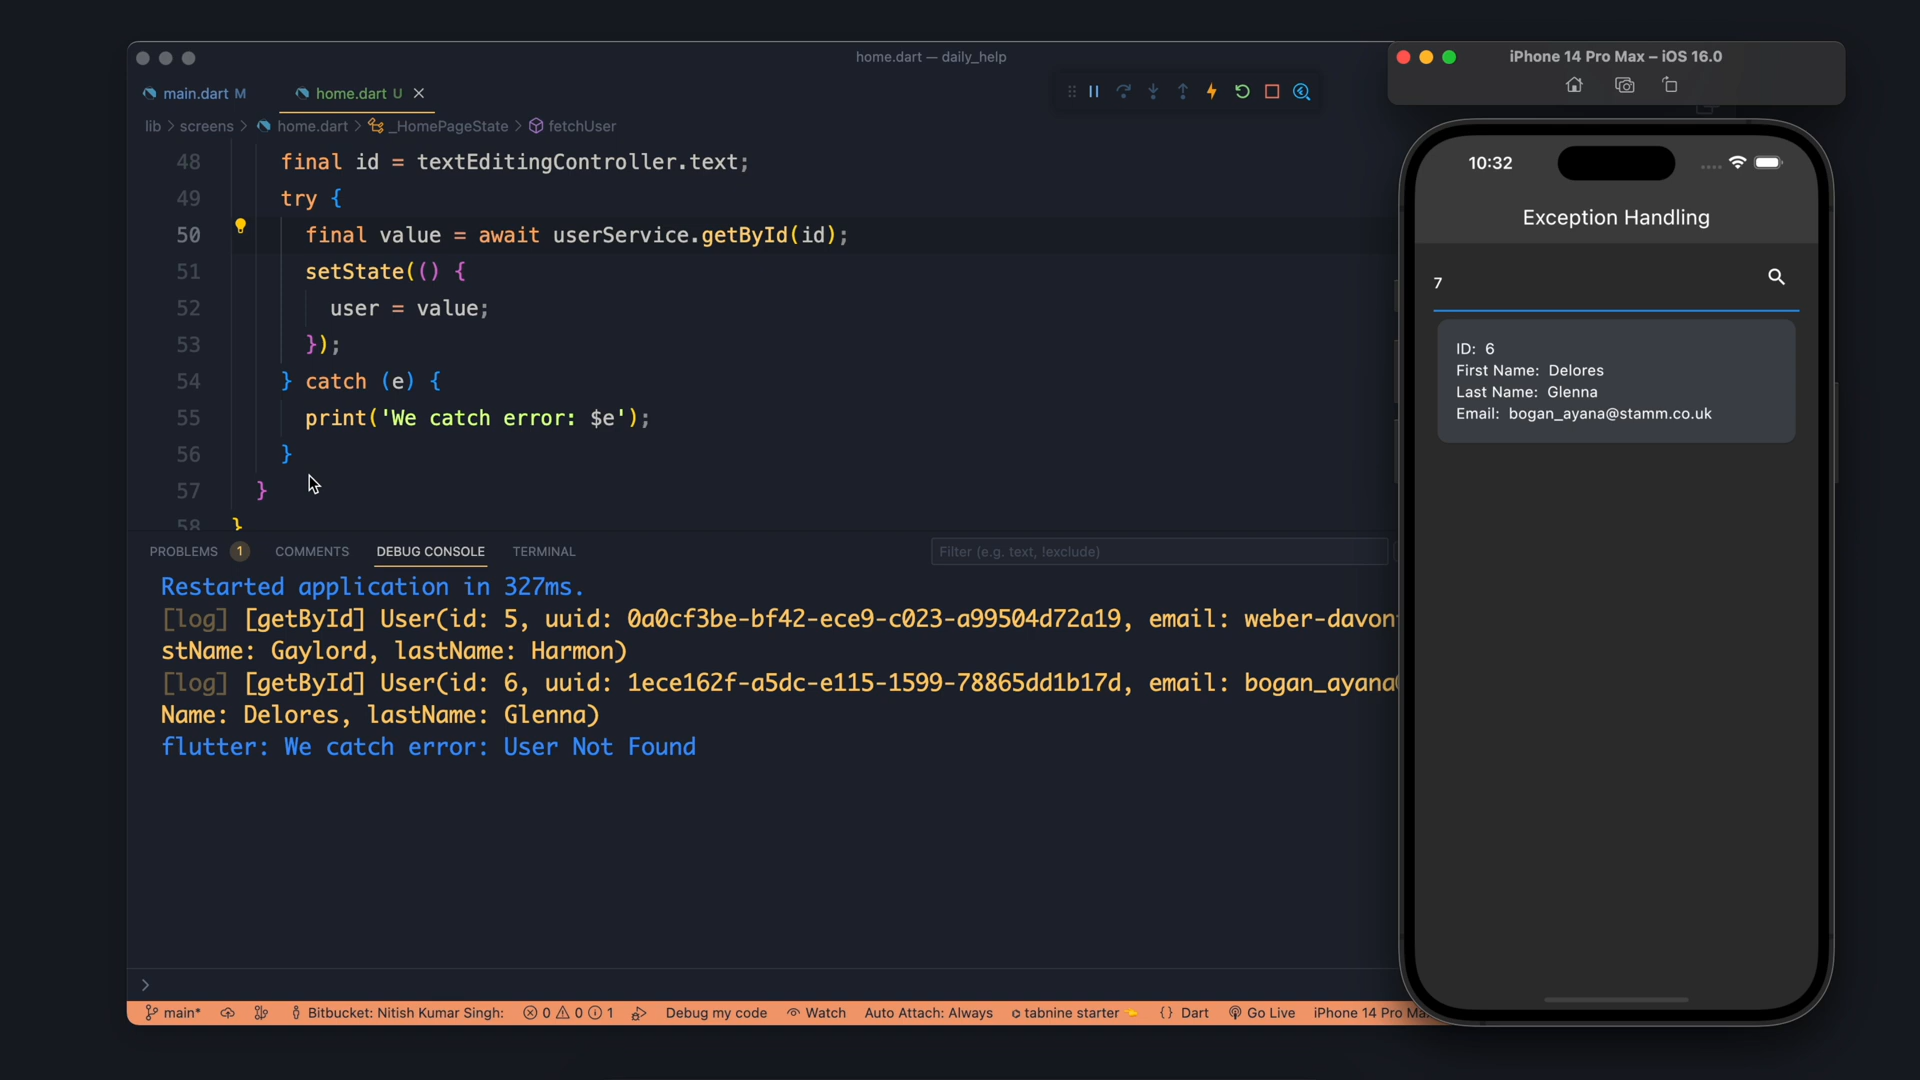 home.dart — daily_help
main.dart M
home.dart U
lib > screens > home.dart > _HomePageState > fetchUser
48 final id = textEditingController.text;
49 try {
50 final value = await userService.getById(id);
51 setState(() {
52 user = value;
53 });
54 } catch (e) {
55 print('We catch error: $e');
56 }
57 }
58 }
PROBLEMS 1 COMMENTS DEBUG CONSOLE TERMINAL
Filter (e.g. text, !exclude)
Restarted application in 327ms.
[log] [getById] User(id: 5, uuid: 0a0cf3be-bf42-ece9-c023-a99504d72a19, email: weber-davon
stName: Gaylord, lastName: Harmon)
[log] [getById] User(id: 6, uuid: 1ece162f-a5dc-e115-1599-78865dd1b17d, email: bogan_ayana
Name: Delores, lastName: Glenna)
flutter: We catch error: User Not Found
>
main* Bitbucket: Nitish Kumar Singh: 0 0 1 Debug my code Watch Auto Attach: Always tabnine starter {} Dart Go Live iPhone 14 Pro Ma
iPhone 14 Pro Max – iOS 16.0
10:32
Exception Handling
7
ID: 6
First Name: Delores
Last Name: Glenna
Email: bogan_ayana@stamm.co.uk